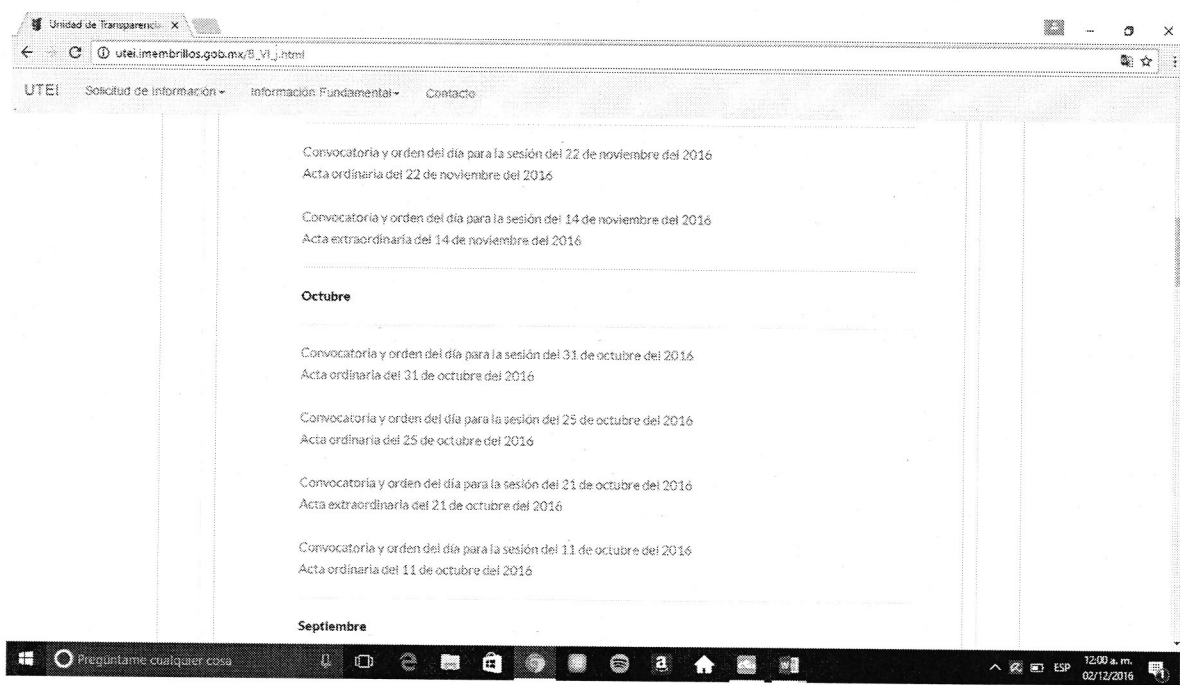 Unidad de Transparencia
utei.imembrillos.gob.mx/8_VI_j.html
UTEI Solicitud de Información Información Fundamental Contacto
Convocatoria y orden del día para la sesión del 22 de noviembre del 2016
Acta ordinaria del 22 de noviembre del 2016
Convocatoria y orden del día para la sesión del 14 de noviembre del 2016
Acta extraordinaria del 14 de noviembre del 2016
Octubre
Convocatoria y orden del día para la sesión del 31 de octubre del 2016
Acta ordinaria del 31 de octubre del 2016
Convocatoria y orden del día para la sesión del 25 de octubre del 2016
Acta ordinaria del 25 de octubre del 2016
Convocatoria y orden del día para la sesión del 21 de octubre del 2016
Acta extraordinaria del 21 de octubre del 2016
Convocatoria y orden del día para la sesión del 11 de octubre del 2016
Acta ordinaria del 11 de octubre del 2016
Septiembre
Pregúntame cualquier cosa
ESP
12:00 a. m.
02/12/2016